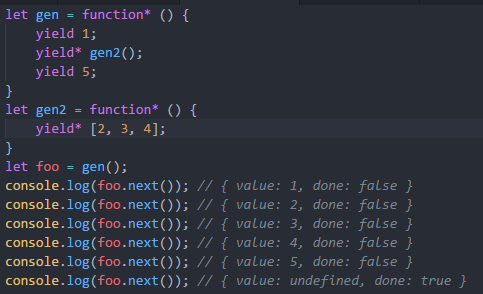 let gen = function* () {
    yield 1;
    yield* gen2();
    yield 5;
}
let gen2 = function* () {
    yield* [2, 3, 4];
}
let foo = gen();
console.log(foo.next()); // { value: 1, done: false }
console.log(foo.next()); // { value: 2, done: false }
console.log(foo.next()); // { value: 3, done: false }
console.log(foo.next()); // { value: 4, done: false }
console.log(foo.next()); // { value: 5, done: false }
console.log(foo.next()); // { value: undefined, done: true }